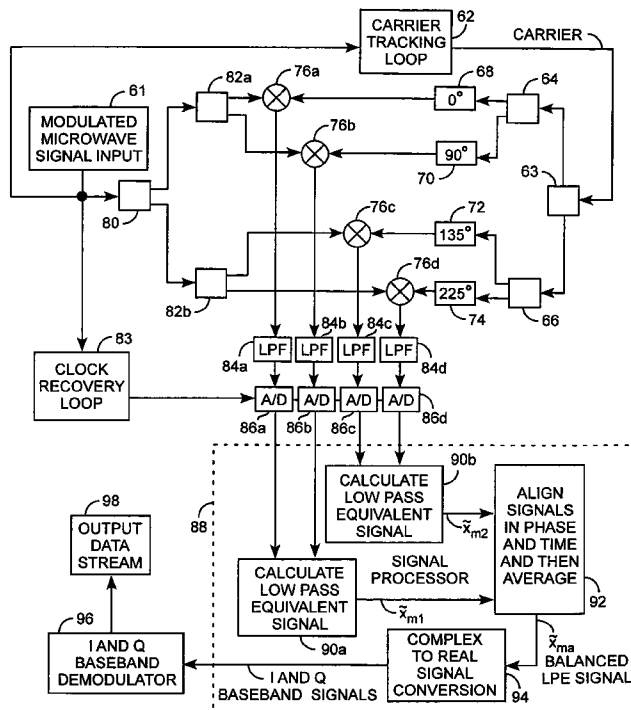 62
CARRIER
TRACKING
LOOP
CARRIER
61
MODULATED
MICROWAVE
SIGNAL INPUT
82a
76a
68
0°
64
76b
90°
70
63
80
76c
72
135°
76d
82b
225°
74
66
83
CLOCK
RECOVERY
LOOP
84a
LPF
84b
LPF
84c
LPF
LPF
84d
A/D
A/D
A/D
A/D
86a
86b
86c
86d
88
90b
CALCULATE
LOW PASS
EQUIVALENT
SIGNAL
x̃m2
ALIGN
SIGNALS
IN PHASE
AND TIME
AND THEN
AVERAGE
92
98
OUTPUT
DATA
STREAM
CALCULATE
LOW PASS
EQUIVALENT
SIGNAL
90a
SIGNAL
PROCESSOR
x̃m1
x̃ma
BALANCED
LPE SIGNAL
96
I AND Q
BASEBAND
DEMODULATOR
I AND Q
BASEBAND SIGNALS
COMPLEX
TO REAL
SIGNAL
CONVERSION
94